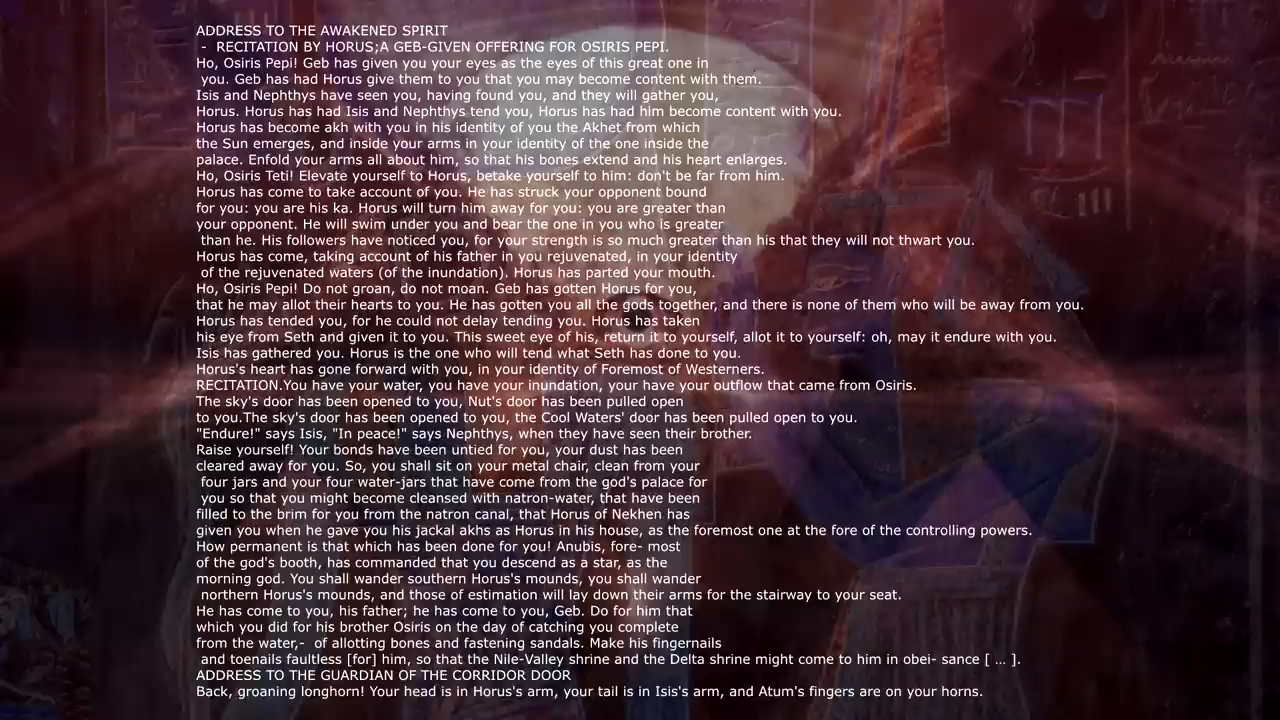 ADDRESS TO THE AWAKENED SPIRIT
- RECITATION BY HORUS;A GEB-GIVEN OFFERING FOR OSIRIS PEPI.
Ho, Osiris Pepi! Geb has given you your eyes as the eyes of this great one in
you. Geb has had Horus give them to you that you may become content with them.
Isis and Nephthys have seen you, having found you, and they will gather you,
Horus. Horus has had Isis and Nephthys tend you, Horus has had him become content with you.
Horus has become akh with you in his identity of you the Akhet from which
the Sun emerges, and inside your arms in your identity of the one inside the
palace. Enfold your arms all about him, so that his bones extend and his heart enlarges.
Ho, Osiris Teti! Elevate yourself to Horus, betake yourself to him: don't be far from him.
Horus has come to take account of you. He has struck your opponent bound
for you: you are his ka. Horus will turn him away for you: you are greater than
your opponent. He will swim under you and bear the one in you who is greater
than he. His followers have noticed you, for your strength is so much greater than his that they will not thwart you.
Horus has come, taking account of his father in you rejuvenated, in your identity
of the rejuvenated waters (of the inundation). Horus has parted your mouth.
Ho, Osiris Pepi! Do not groan, do not moan. Geb has gotten Horus for you,
that he may allot their hearts to you. He has gotten you all the gods together, and there is none of them who will be away from you.
Horus has tended you, for he could not delay tending you. Horus has taken
his eye from Seth and given it to you. This sweet eye of his, return it to yourself, allot it to yourself: oh, may it endure with you.
Isis has gathered you. Horus is the one who will tend what Seth has done to you.
Horus's heart has gone forward with you, in your identity of Foremost of Westerners.
RECITATION.You have your water, you have your inundation, your have your outflow that came from Osiris.
The sky's door has been opened to you, Nut's door has been pulled open
to you.The sky's door has been opened to you, the Cool Waters' door has been pulled open to you.
"Endure!" says Isis, "In peace!" says Nephthys, when they have seen their brother.
Raise yourself! Your bonds have been untied for you, your dust has been
cleared away for you. So, you shall sit on your metal chair, clean from your
four jars and your four water-jars that have come from the god's palace for
you so that you might become cleansed with natron-water, that have been
filled to the brim for you from the natron canal, that Horus of Nekhen has
given you when he gave you his jackal akhs as Horus in his house, as the foremost one at the fore of the controlling powers.
How permanent is that which has been done for you! Anubis, fore- most
of the god's booth, has commanded that you descend as a star, as the
morning god. You shall wander southern Horus's mounds, you shall wander
northern Horus's mounds, and those of estimation will lay down their arms for the stairway to your seat.
He has come to you, his father; he has come to you, Geb. Do for him that
which you did for his brother Osiris on the day of catching you complete
from the water,- of allotting bones and fastening sandals. Make his fingernails
and toenails faultless [for] him, so that the Nile-Valley shrine and the Delta shrine might come to him in obei- sance [ ... ].
ADDRESS TO THE GUARDIAN OF THE CORRIDOR DOOR
Back, groaning longhorn! Your head is in Horus's arm, your tail is in Isis's arm, and Atum's fingers are on your horns.